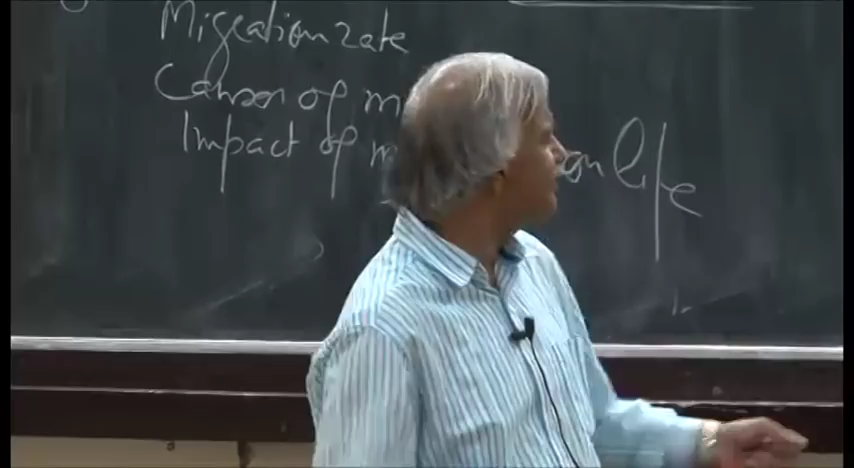 Migration rate
Causes of m
Impact of m on life